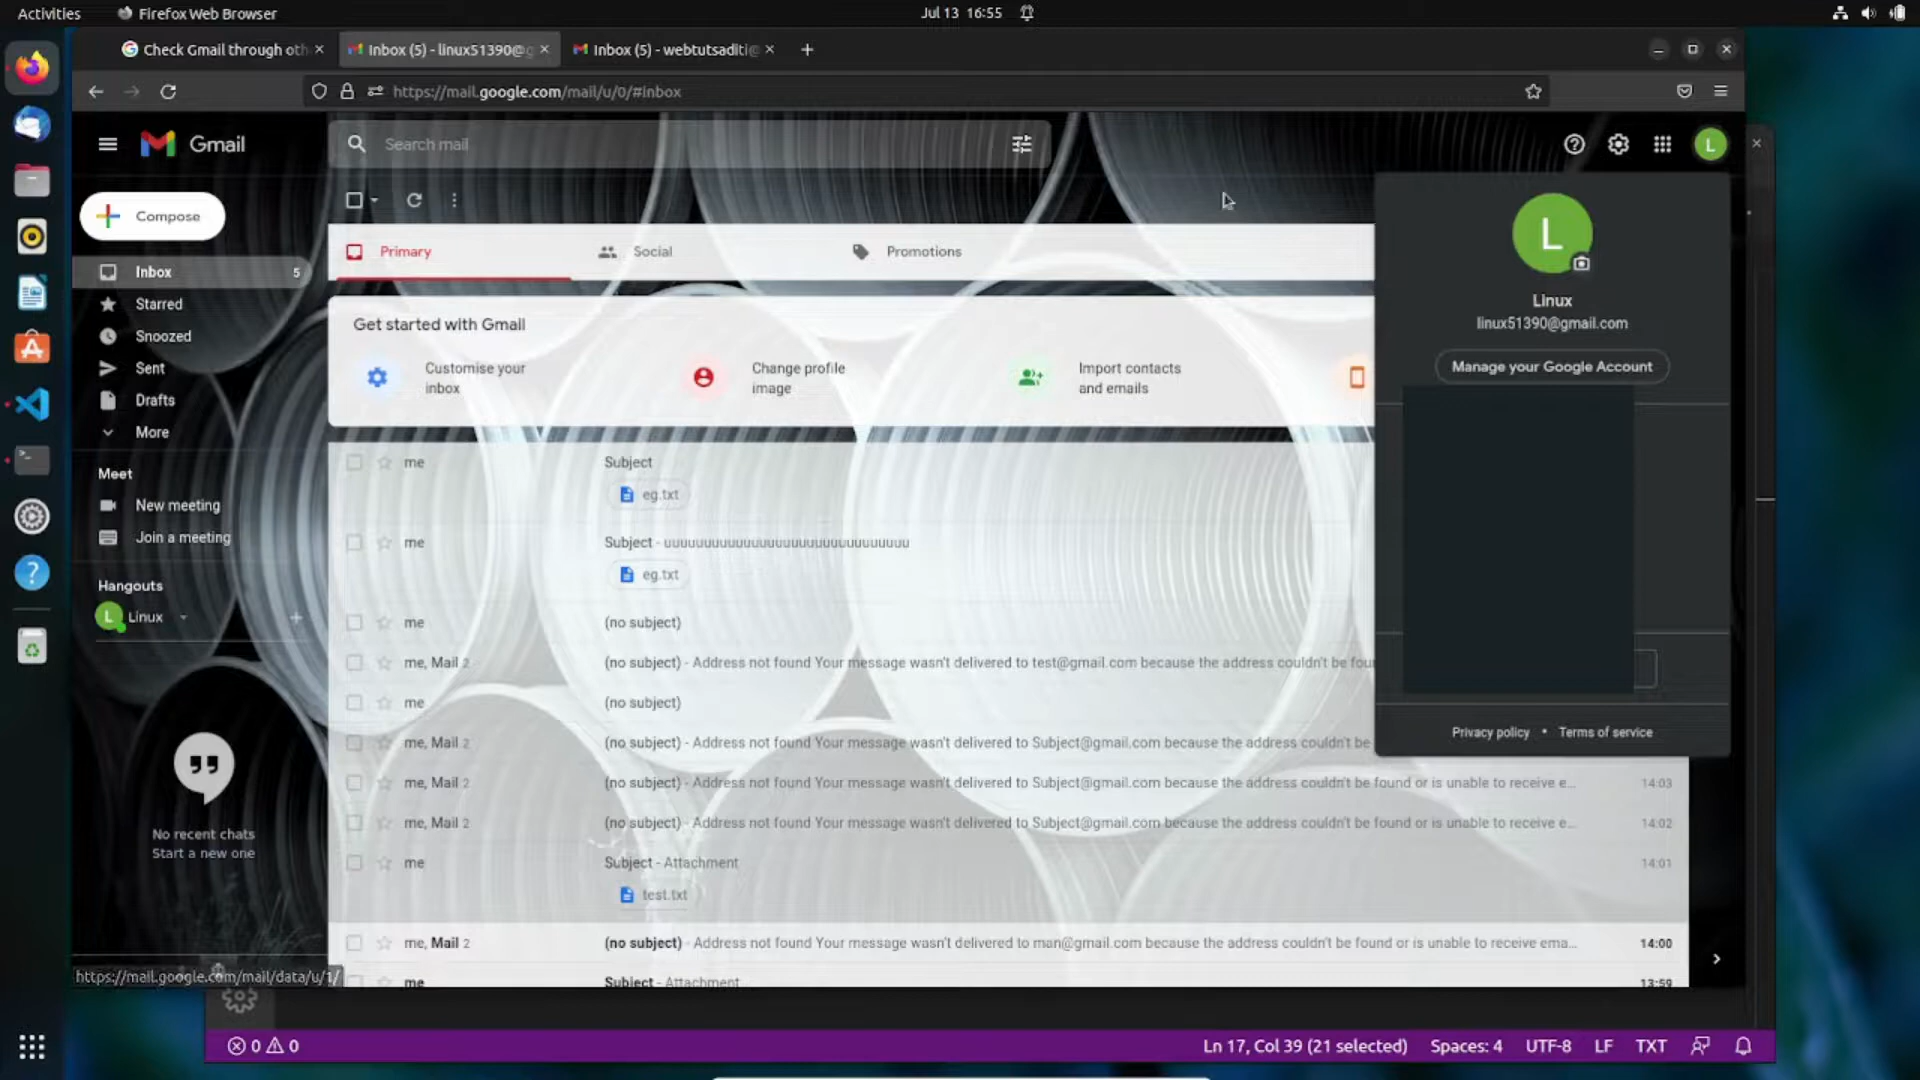 Activities
Firefox Web Browser
Jul 13 16:55
Check Gmail through oth
Inbox (5) - linux51390@g
Inbox (5) - webtutsaditi@
https://mail.google.com/mail/u/0/#inbox
Gmail
Search mail
L
Compose
Primary
Social
Promotions
Inbox 5
Starred
Snoozed
Sent
Drafts
More
Meet
New meeting
Join a meeting
Hangouts
L Linux
No recent chats
Start a new one
Get started with Gmail
Customise your
inbox
Change profile
image
Import contacts
and emails
me Subject
eg.txt
me Subject - uuuuuuuuuuuuuuuuuuuuuuuuuuuuuuu
eg.txt
me (no subject)
me, Mail 2 (no subject) - Address not found Your message wasn't delivered to test@gmail.com because the address couldn't be foun
me (no subject)
me, Mail 2 (no subject) - Address not found Your message wasn't delivered to Subject@gmail.com because the address couldn't be
me, Mail 2 (no subject) - Address not found Your message wasn't delivered to Subject@gmail.com because the address couldn't be found or is unable to receive e... 14:03
me, Mail 2 (no subject) - Address not found Your message wasn't delivered to Subject@gmail.com because the address couldn't be found or is unable to receive e... 14:02
me Subject - Attachment 14:01
test.txt
me, Mail 2 (no subject) - Address not found Your message wasn't delivered to man@gmail.com because the address couldn't be found or is unable to receive ema... 14:00
me Subject - Attachment 13:59
L
Linux
linux51390@gmail.com
Manage your Google Account
Privacy policy • Terms of service
https://mail.google.com/mail/data/u/1/
0 0
Ln 17, Col 39 (21 selected) Spaces: 4 UTF-8 LF TXT